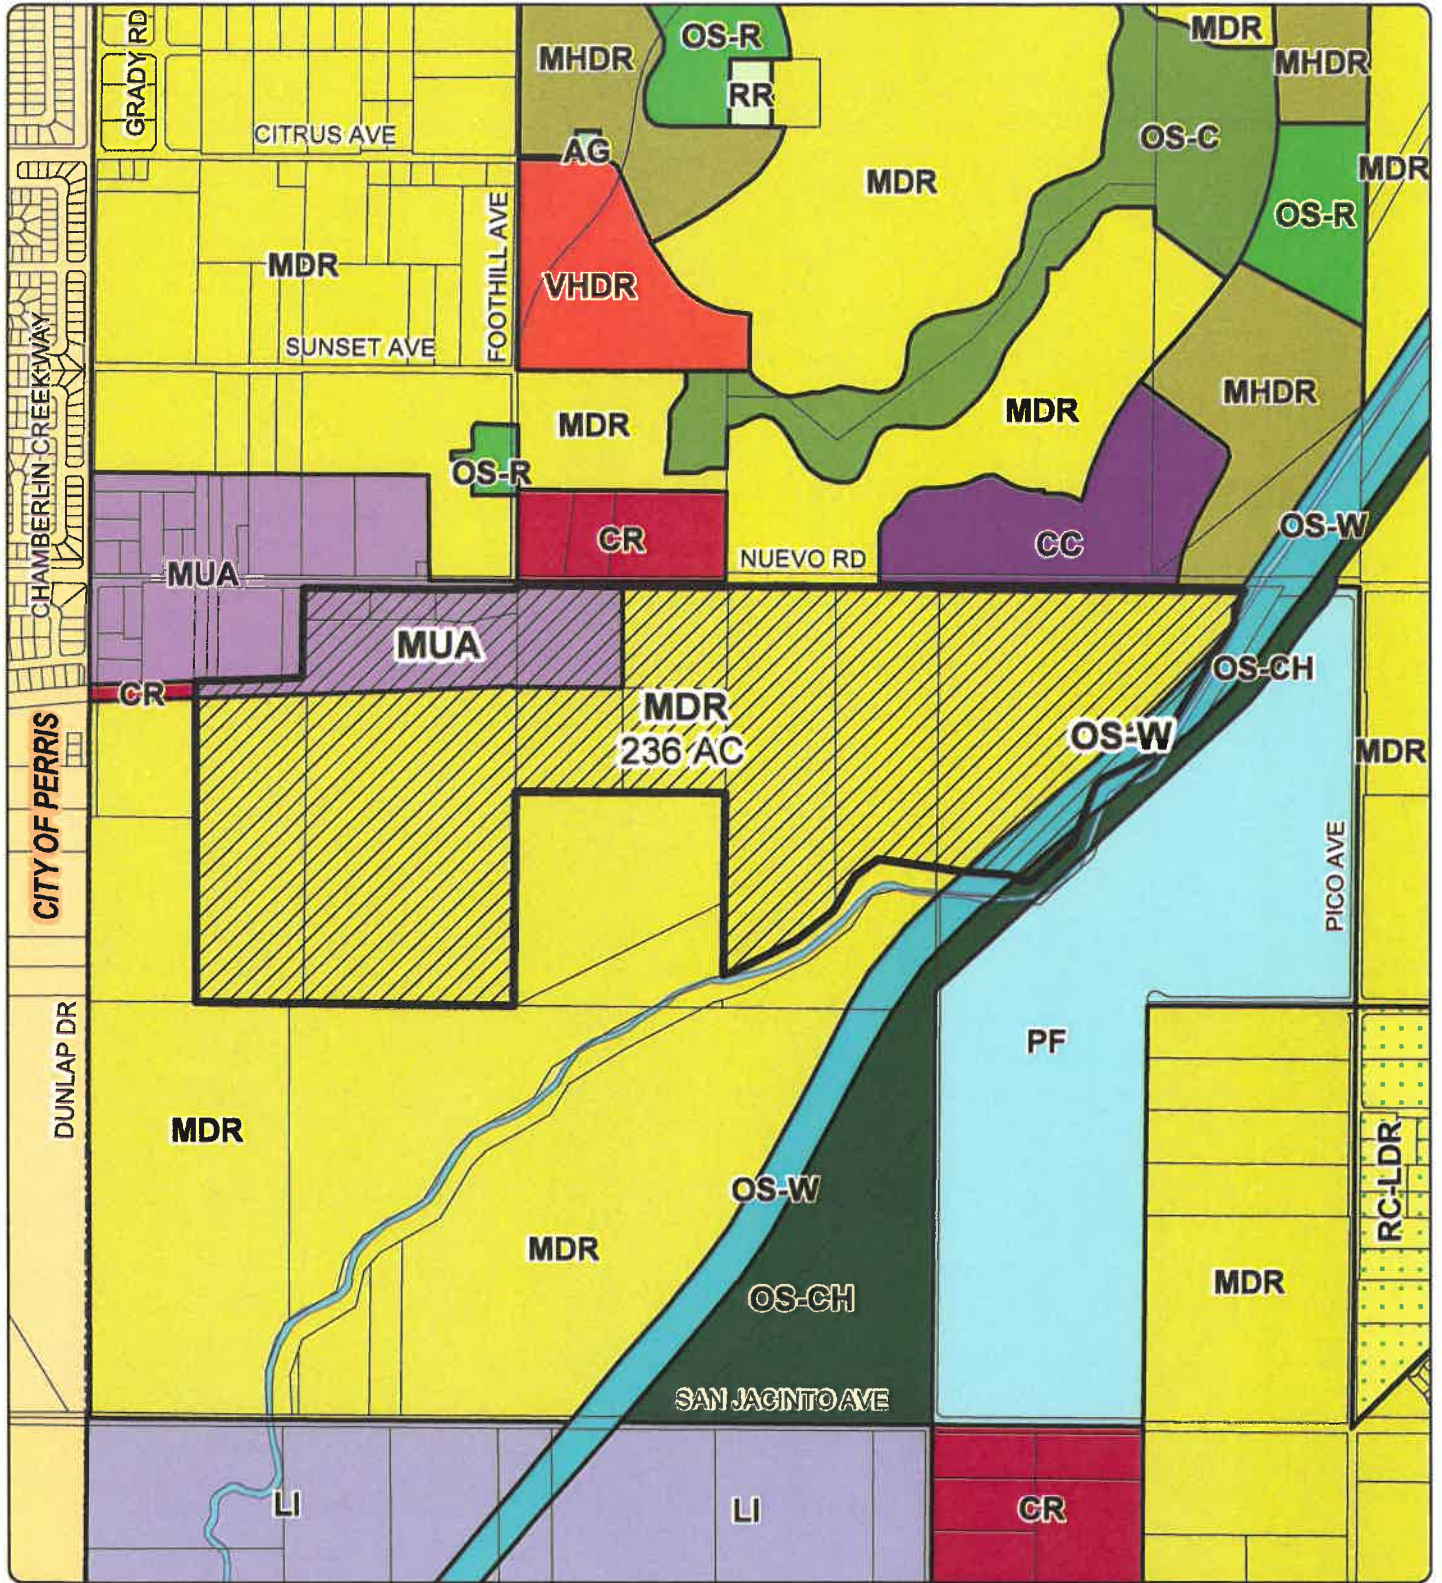 GRADY RD
MHDR
OS-R
MDR
MHDR
RR
CITRUS AVE
AG
OS-C
MDR
MDR
OS-R
FOOTHILL AVE
MDR
VHDR
SUNSET AVE
CHAMBERLIN CREEK WAY
MDR
MDR
MHDR
OS-R
CR
NUEVO RD
CC
OS-W
MUA
MUA
CR
OS-CH
MDR
236 AC
OS-W
MDR
CITY OF PERRIS
PICO AVE
DUNLAP DR
PF
MDR
RC-LDR
OS-W
MDR
OS-CH
MDR
SAN JACINTO AVE
LI
LI
CR